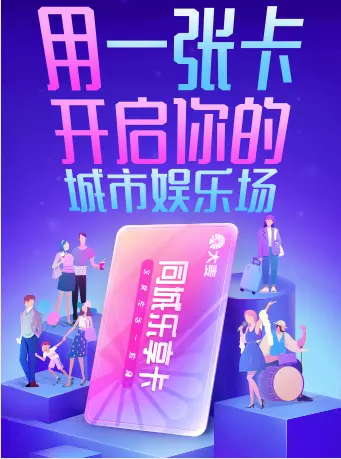 用一张卡
开启你的
城市娱乐场
大麦
同城乐享卡